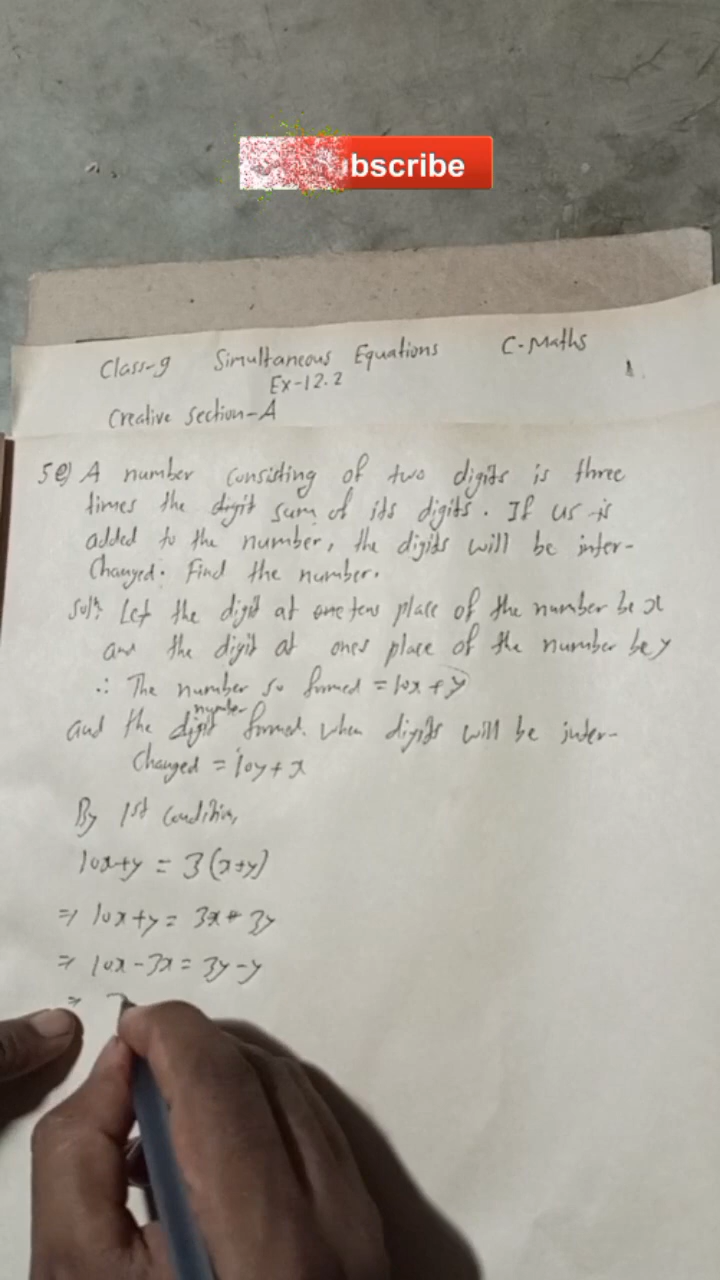 bscribe
Class-9 Simultaneous Equations C-Maths
Ex-12.2
1.
Creative Section-A
5e) A number consisting of two digits is three
times the digit sum of its digits. If 45 is
added to the number, the digits will be inter-
changed. Find the number.
Solⁿ: Let the digit at one tens place of the number be x
and the digit at ones place of the number be y
∴ The number so formed = 10x + y
number
and the digit formed when digits will be inter-
changed = 10y + x
By 1st condition,
10x+y = 3(x+y)
⇒ 10x+y = 3x + 3y
⇒ 10x-3x = 3y-y
⇒